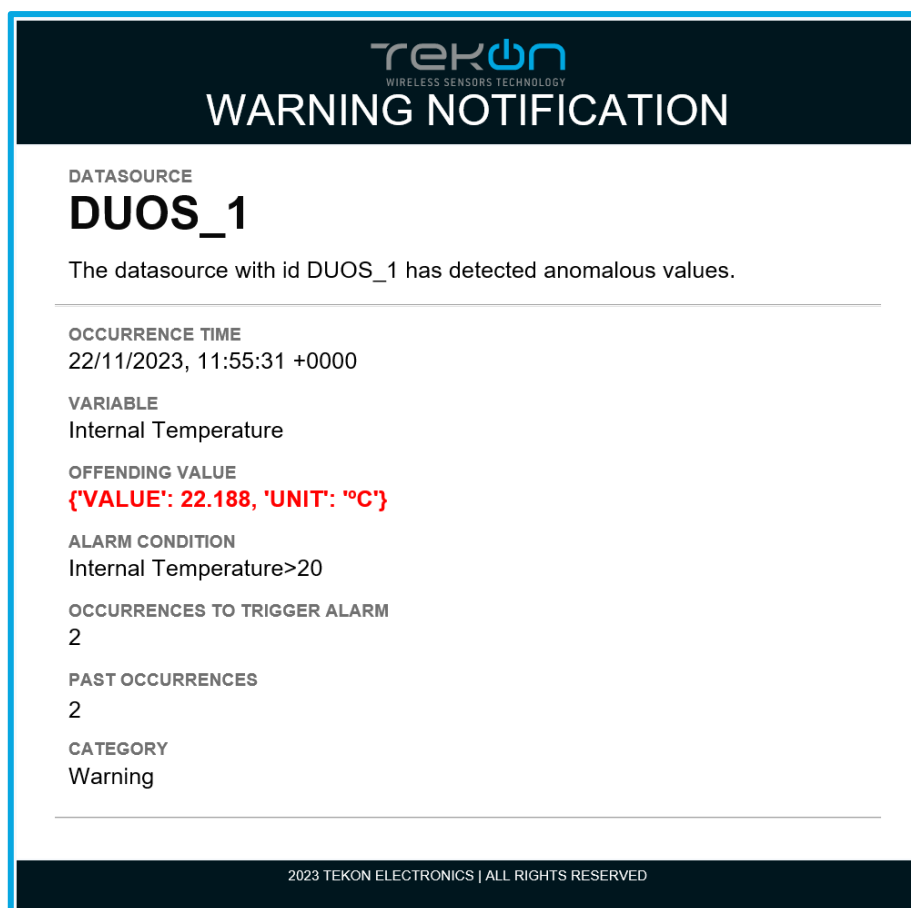 TEKON
WIRELESS SENSORS TECHNOLOGY
WARNING NOTIFICATION
DATASOURCE
DUOS_1
The datasource with id DUOS_1 has detected anomalous values.
OCCURRENCE TIME
22/11/2023, 11:55:31 +0000
VARIABLE
Internal Temperature
OFFENDING VALUE
{'VALUE': 22.188, 'UNIT': 'ºC'}
ALARM CONDITION
Internal Temperature>20
OCCURRENCES TO TRIGGER ALARM
2
PAST OCCURRENCES
2
CATEGORY
Warning
2023 TEKON ELECTRONICS | ALL RIGHTS RESERVED